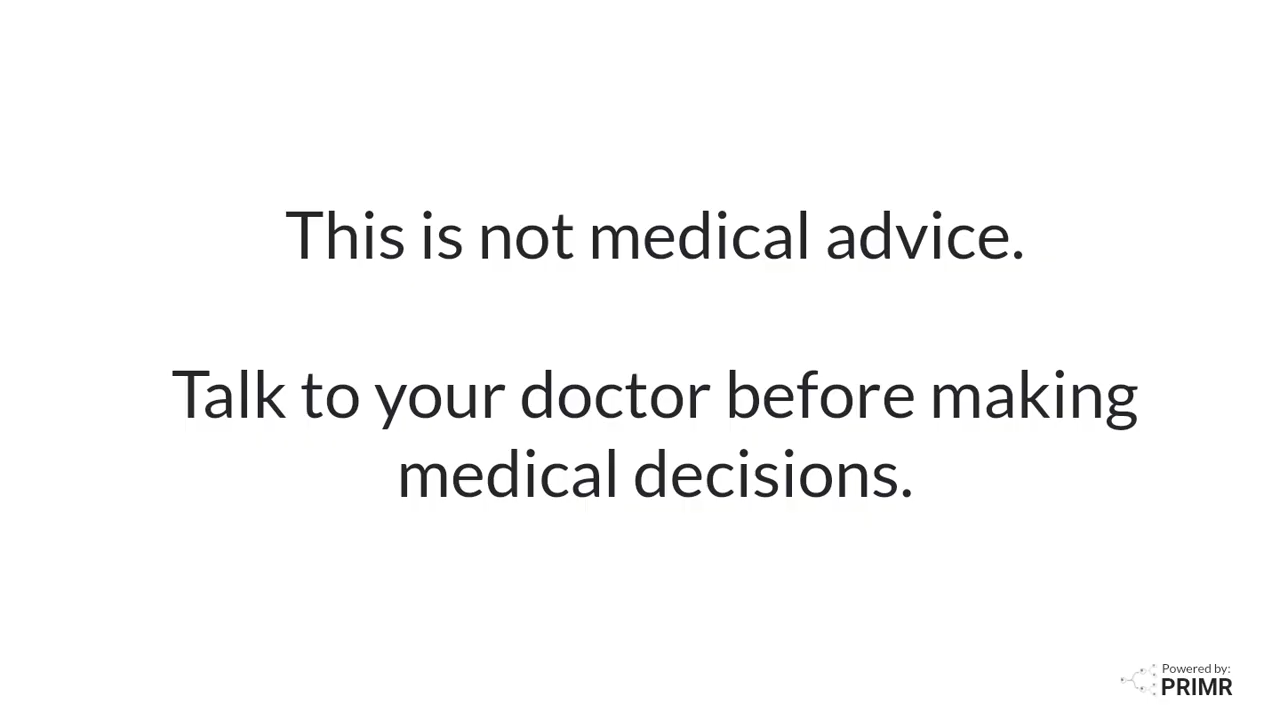 This is not medical advice.
Talk to your doctor before making
medical decisions.
Powered by:
PRIMR